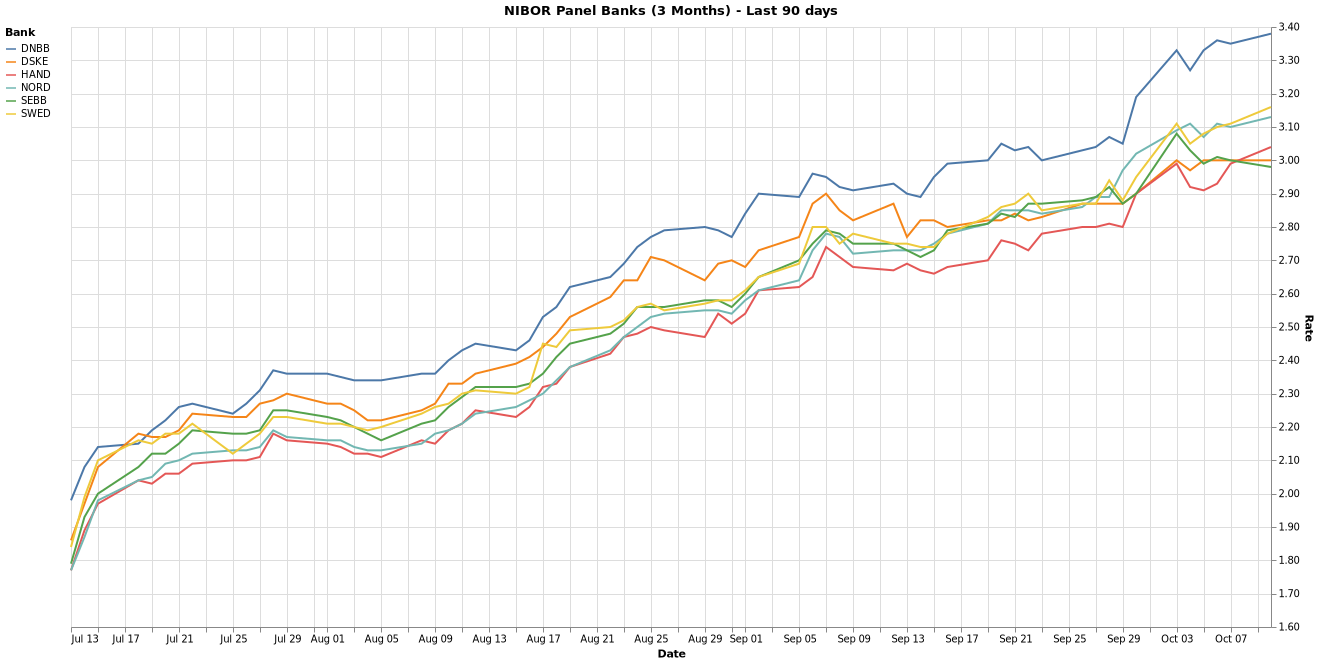 NIBOR Panel Banks (3 Months) - Last 90 days
Bank
DNBB
DSKE
HAND
NORD
SEBB
SWED
3.40
3.30
3.20
3.10
3.00
2.90
2.80
2.70
2.60
2.50
2.40
2.30
2.20
2.10
2.00
1.90
1.80
1.70
1.60
Rate
Jul 13 Jul 17 Jul 21 Jul 25 Jul 29 Aug 01 Aug 05 Aug 09 Aug 13 Aug 17 Aug 21 Aug 25 Aug 29 Sep 01 Sep 05 Sep 09 Sep 13 Sep 17 Sep 21 Sep 25 Sep 29 Oct 03 Oct 07
Date